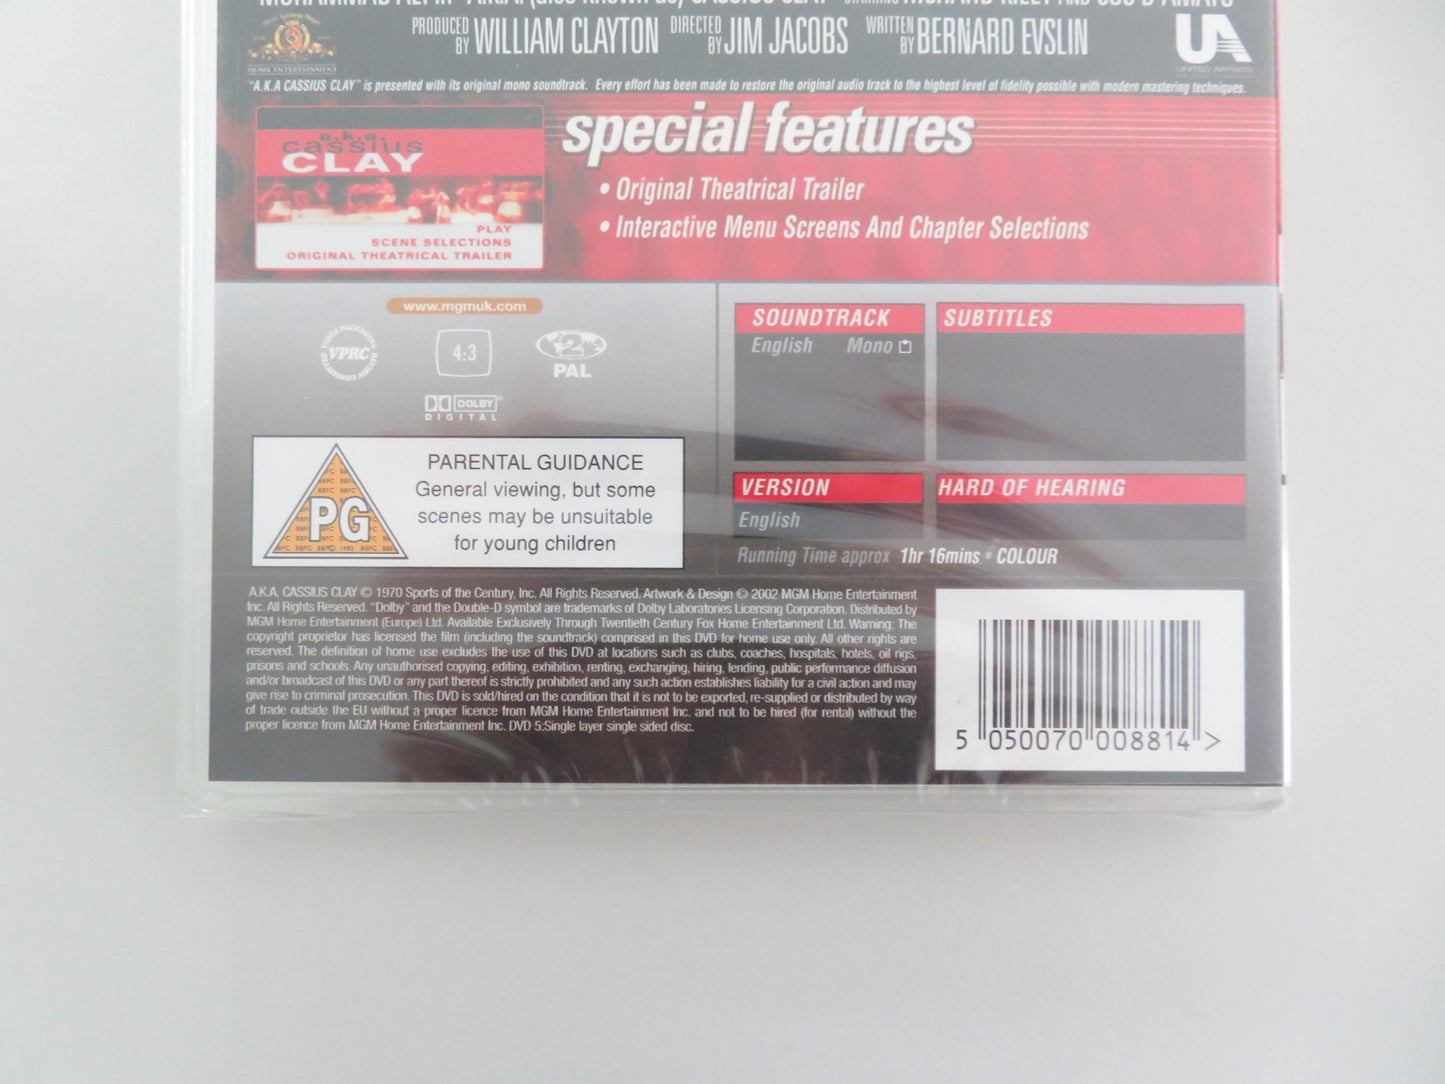 PRODUCED BY WILLIAM CLAYTON DIRECTED BY JIM JACOBS WRITTEN BY BERNARD EVSLIN
HOME ENTERTAINMENT
UA
UNITED ARTISTS
"A.K.A CASSIUS CLAY" is presented with its original mono soundtrack. Every effort has been made to restore the original audio track to the highest level of fidelity possible with modern mastering techniques.
a.k.a.
cassius
CLAY
PLAY
SCENE SELECTIONS
ORIGINAL THEATRICAL TRAILER
special features
• Original Theatrical Trailer
• Interactive Menu Screens And Chapter Selections
www.mgmuk.com
VIDEO PACKAGING REVIEW COMMITTEE
VPRC
4:3
2
PAL
DOLBY
DIGITAL
SOUNDTRACK
English Mono
SUBTITLES
VERSION
English
HARD OF HEARING
Running Time approx 1hr 16mins • COLOUR
PG
PARENTAL GUIDANCE
General viewing, but some
scenes may be unsuitable
for young children
A.K.A. CASSIUS CLAY © 1970 Sports of the Century, Inc. All Rights Reserved. Artwork & Design © 2002 MGM Home Entertainment
Inc. All Rights Reserved. "Dolby" and the Double-D symbol are trademarks of Dolby Laboratories Licensing Corporation. Distributed by
MGM Home Entertainment (Europe) Ltd. Available Exclusively Through Twentieth Century Fox Home Entertainment Ltd. Warning: The
copyright proprietor has licensed the film (including the soundtrack) comprised in this DVD for home use only. All other rights are
reserved. The definition of home use excludes the use of this DVD at locations such as clubs, coaches, hospitals, hotels, oil rigs,
prisons and schools. Any unauthorised copying, editing, exhibition, renting, exchanging, hiring, lending, public performance diffusion
and/or broadcast of this DVD or any part thereof is strictly prohibited and any such action establishes liability for a civil action and may
give rise to criminal prosecution. This DVD is sold/hired on the condition that it is not to be exported, re-supplied or distributed by way
of trade outside the EU without a proper licence from MGM Home Entertainment Inc. and not to be hired (for rental) without the
proper licence from MGM Home Entertainment Inc. DVD 5:Single layer single sided disc.
5 050070 008814 >